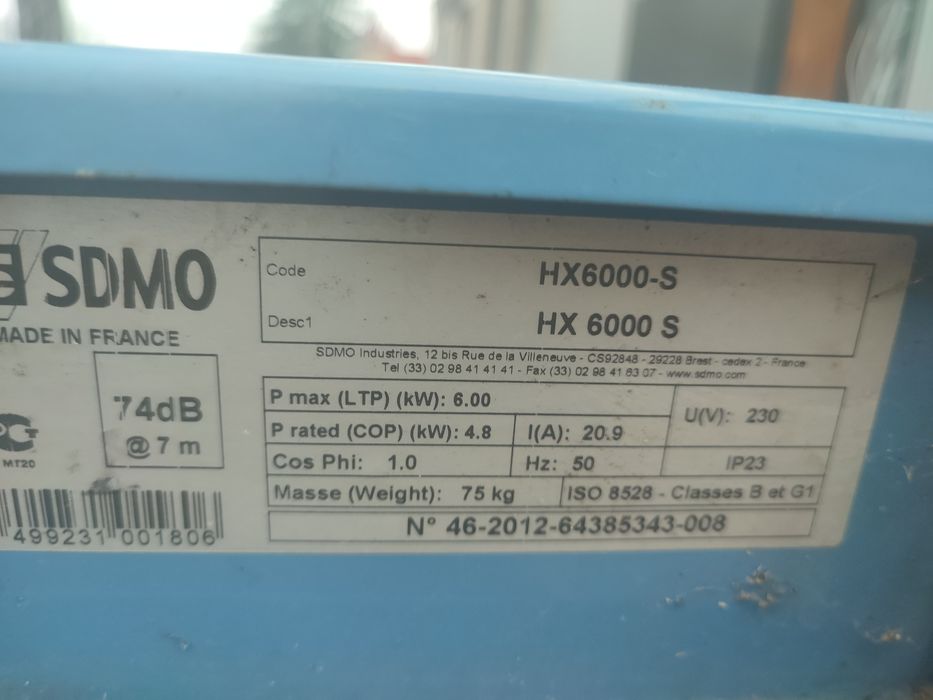 SDMO
MADE IN FRANCE
74dB
@ 7 m
MT20
499231 001806
Code HX6000-S
Desc1 HX 6000 S
SDMO Industries, 12 bis Rue de la Villeneuve - CS92848 - 29228 Brest - cedex 2 - France
Tel (33) 02 98 41 41 41 - Fax (33) 02 98 41 63 07 - www.sdmo.com
P max (LTP) (kW): 6.00
U(V): 230
P rated (COP) (kW): 4.8 I(A): 20.9
Cos Phi: 1.0 Hz: 50 IP23
Masse (Weight): 75 kg ISO 8528 - Classes B et G1
N° 46-2012-64385343-008